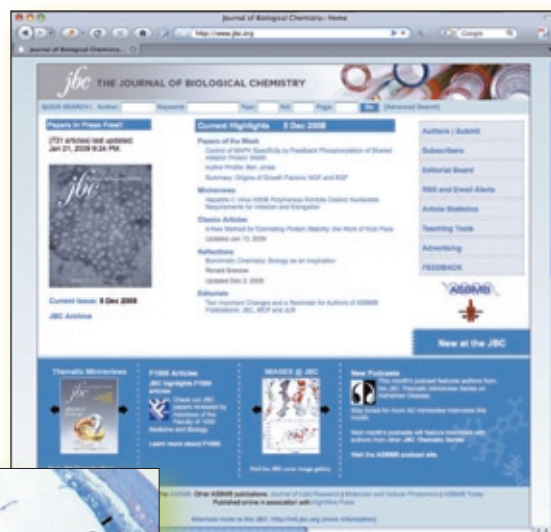 Journal of Biological Chemistry: Home
http://www.jbc.org
Google
Journal of Biological Chemistry:
jbc THE JOURNAL OF BIOLOGICAL CHEMISTRY
QUICK SEARCH: Author: Keyword: Year: Vol: Page: Go [Advanced Search]
Papers In Press Free!!
(731 articles) last updated:
Jan 21, 2009 9:24 PM.
jbc
Current Issue: 5 Dec 2008
JBC Archive
Current Highlights 5 Dec 2008
Papers of the Week
Control of MAPK Specificity by Feedback Phosphorylation of Shared
Adaptor Protein
Author Profile: Ben Jones
Summary: Origins of Growth Factors: NGF and EGF
Minireviews
Hepatitis C Virus NS5B Polymerase Exhibits Distinct Nucleotide
Requirements for Initiation and Elongation
Classic Articles
A New Method for Estimating Protein Stability: the Work of Nick Pace
Updated Jan 13, 2009
Reflections
Biomimetic Chemistry: Biology as an Inspiration
Ronald Breslow
Updated Dec 2, 2008
Editorials
Two Important Changes and a Reminder for Authors of ASBMB
Publications: JBC, MCP and JLR
Authors | Submit
Subscribers
Editorial Board
RSS and Email Alerts
Article Statistics
Teaching Tools
Advertising
FEEDBACK
ASBMB
New at the JBC
Thematic Minireviews
jbc
F1000 Articles
JBC highlights F1000
articles
Check out JBC
papers reviewed by
members of the
Faculty of 1000
Medicine and Biology.
Learn more about F1000.
IMAGES @ JBC
Visit the JBC cover image gallery
New Podcasts
This month's podcast features authors from
the JBC Thematic Minireview Series on
Alzheimer Disease.
Stay tuned for more AD minireview interviews this
month.
Next month's podcasts will feature interviews with
authors from other JBC Thematic Series
Visit the ASBMB podcast site.
ASBMB. Other ASBMB publications: Journal of Lipid Research | Molecular and Cellular Proteomics | ASBMB Today
Published online in association with HighWire Press
Alternate route to the JBC: http://intl.jbc.org (more information)